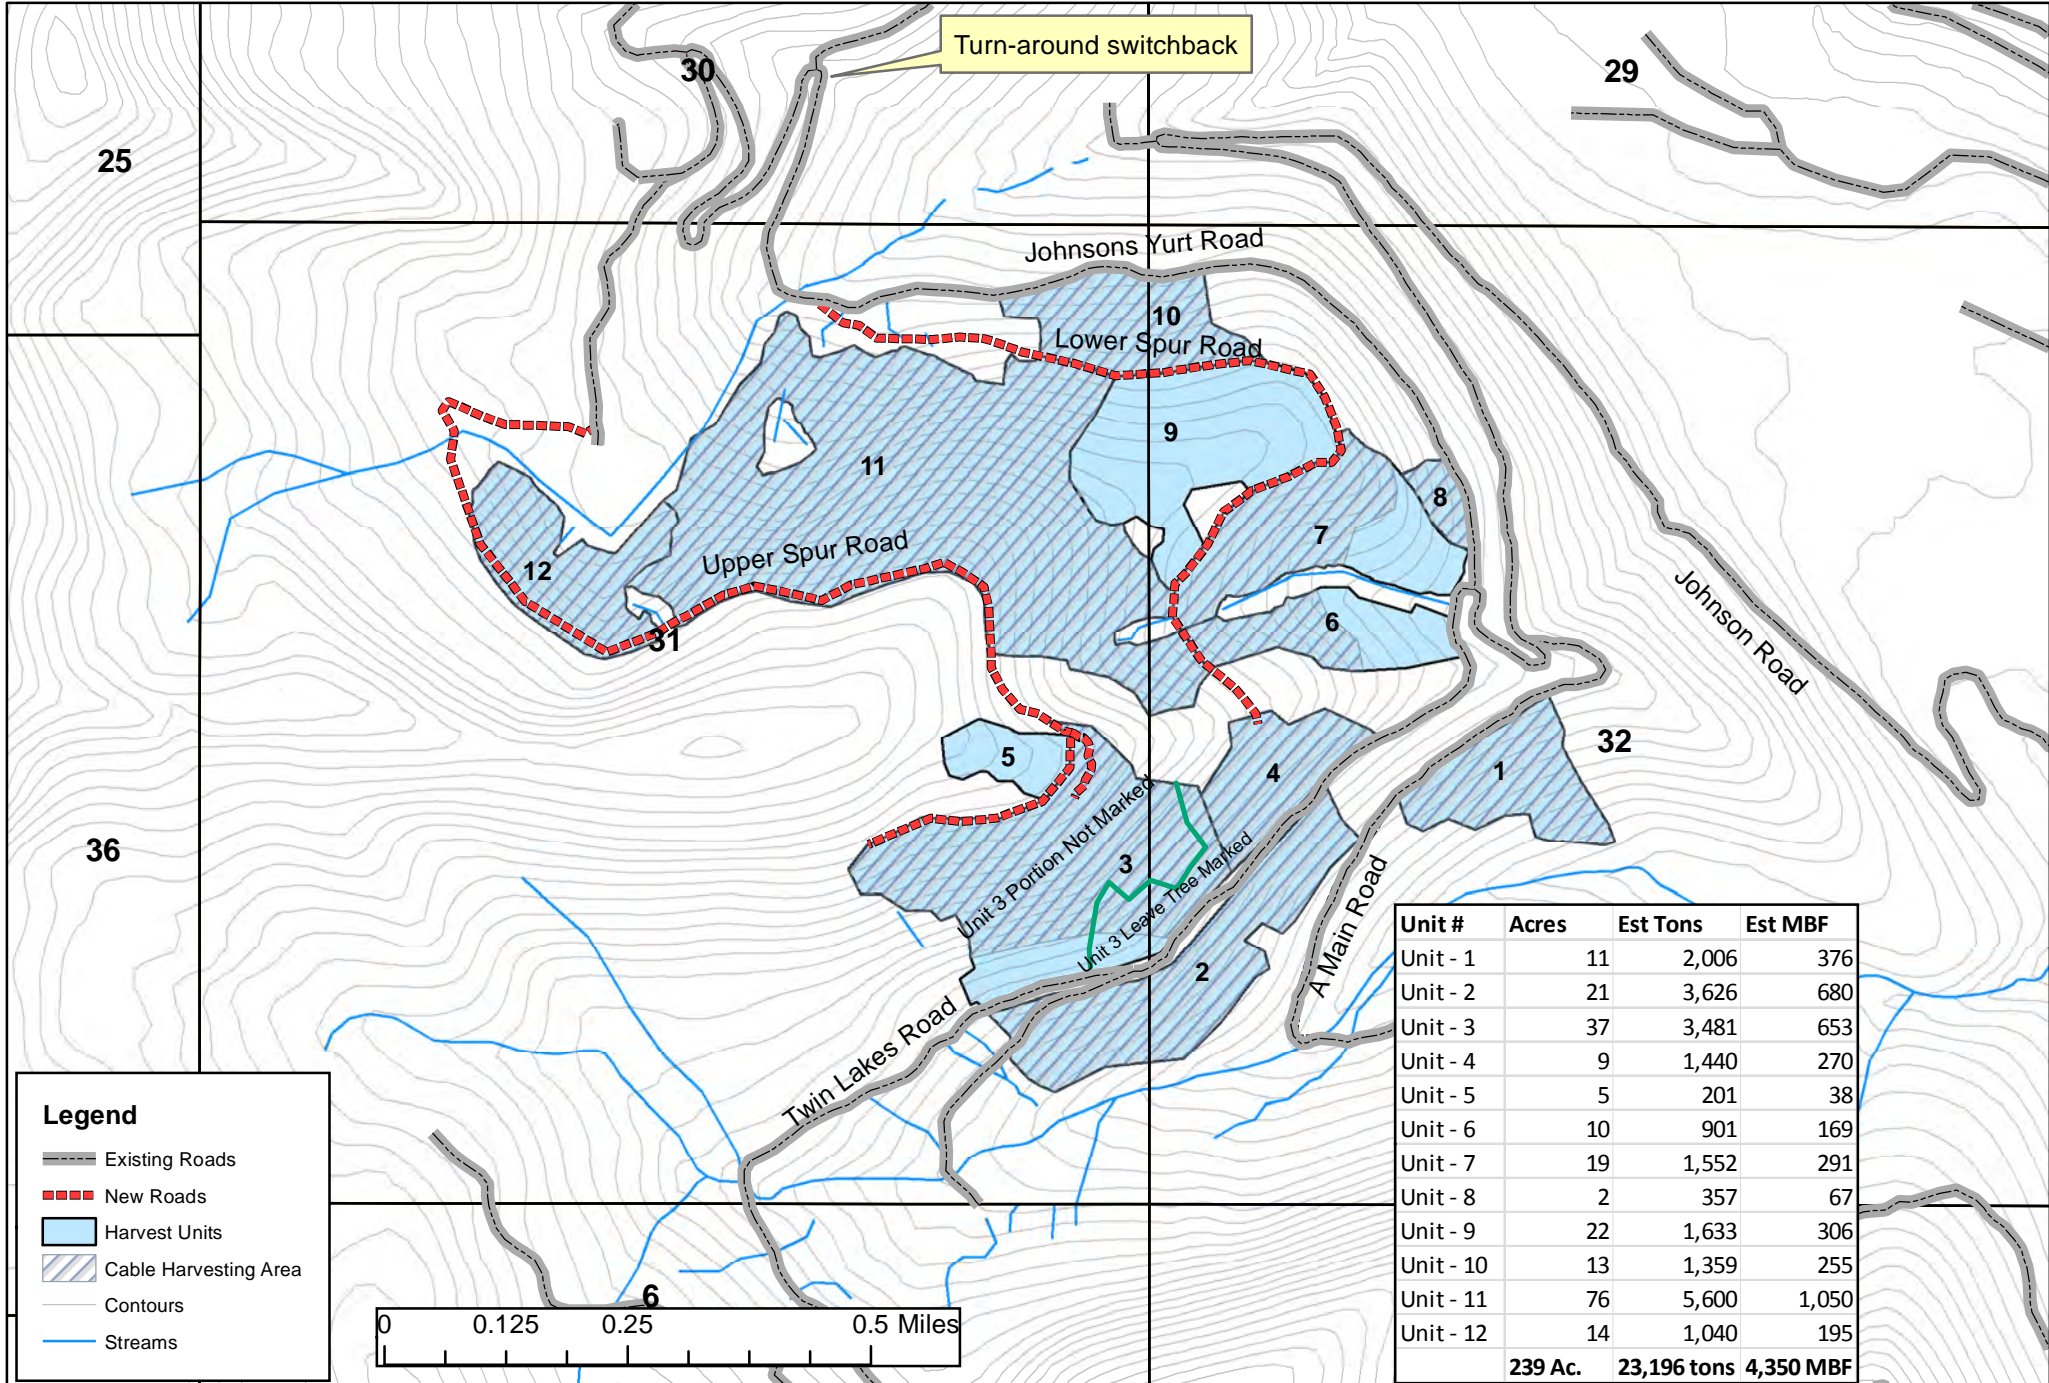 Turn-around switchback
30
29
25
Johnsons Yurt Road
10
Lower Spur Road
9
11
8
7
Upper Spur Road
12
6
31
Johnson Road
5
32
4
1
Unit 3 Portion Not Marked
3
Unit 3 Leave Tree Marked
36
2
A Main Road
Twin Lakes Road
6
Unit # Acres Est Tons Est MBF
Unit - 1 11 2,006 376
Unit - 2 21 3,626 680
Unit - 3 37 3,481 653
Unit - 4 9 1,440 270
Unit - 5 5 201 38
Unit - 6 10 901 169
Unit - 7 19 1,552 291
Unit - 8 2 357 67
Unit - 9 22 1,633 306
Unit - 10 13 1,359 255
Unit - 11 76 5,600 1,050
Unit - 12 14 1,040 195
239 Ac. 23,196 tons 4,350 MBF
Legend
Existing Roads
New Roads
Harvest Units
Cable Harvesting Area
Contours
Streams
0 0.125 0.25 0.5 Miles